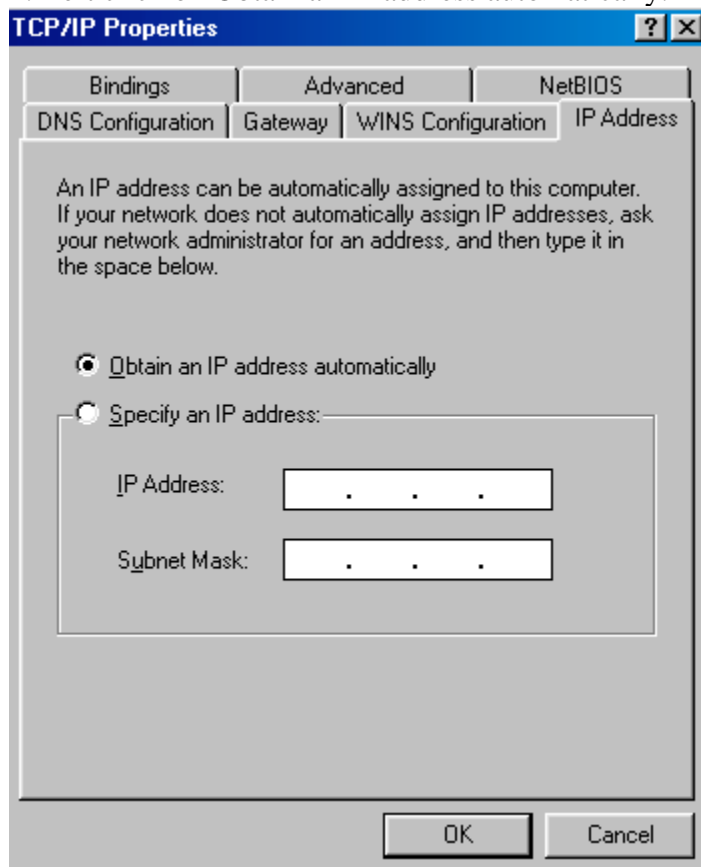 TCP/IP Properties
Bindings Advanced NetBIOS
DNS Configuration Gateway WINS Configuration IP Address
An IP address can be automatically assigned to this computer.
If your network does not automatically assign IP addresses, ask
your network administrator for an address, and then type it in
the space below.
Obtain an IP address automatically
Specify an IP address:
IP Address: . . .
Subnet Mask: . . .
OK Cancel